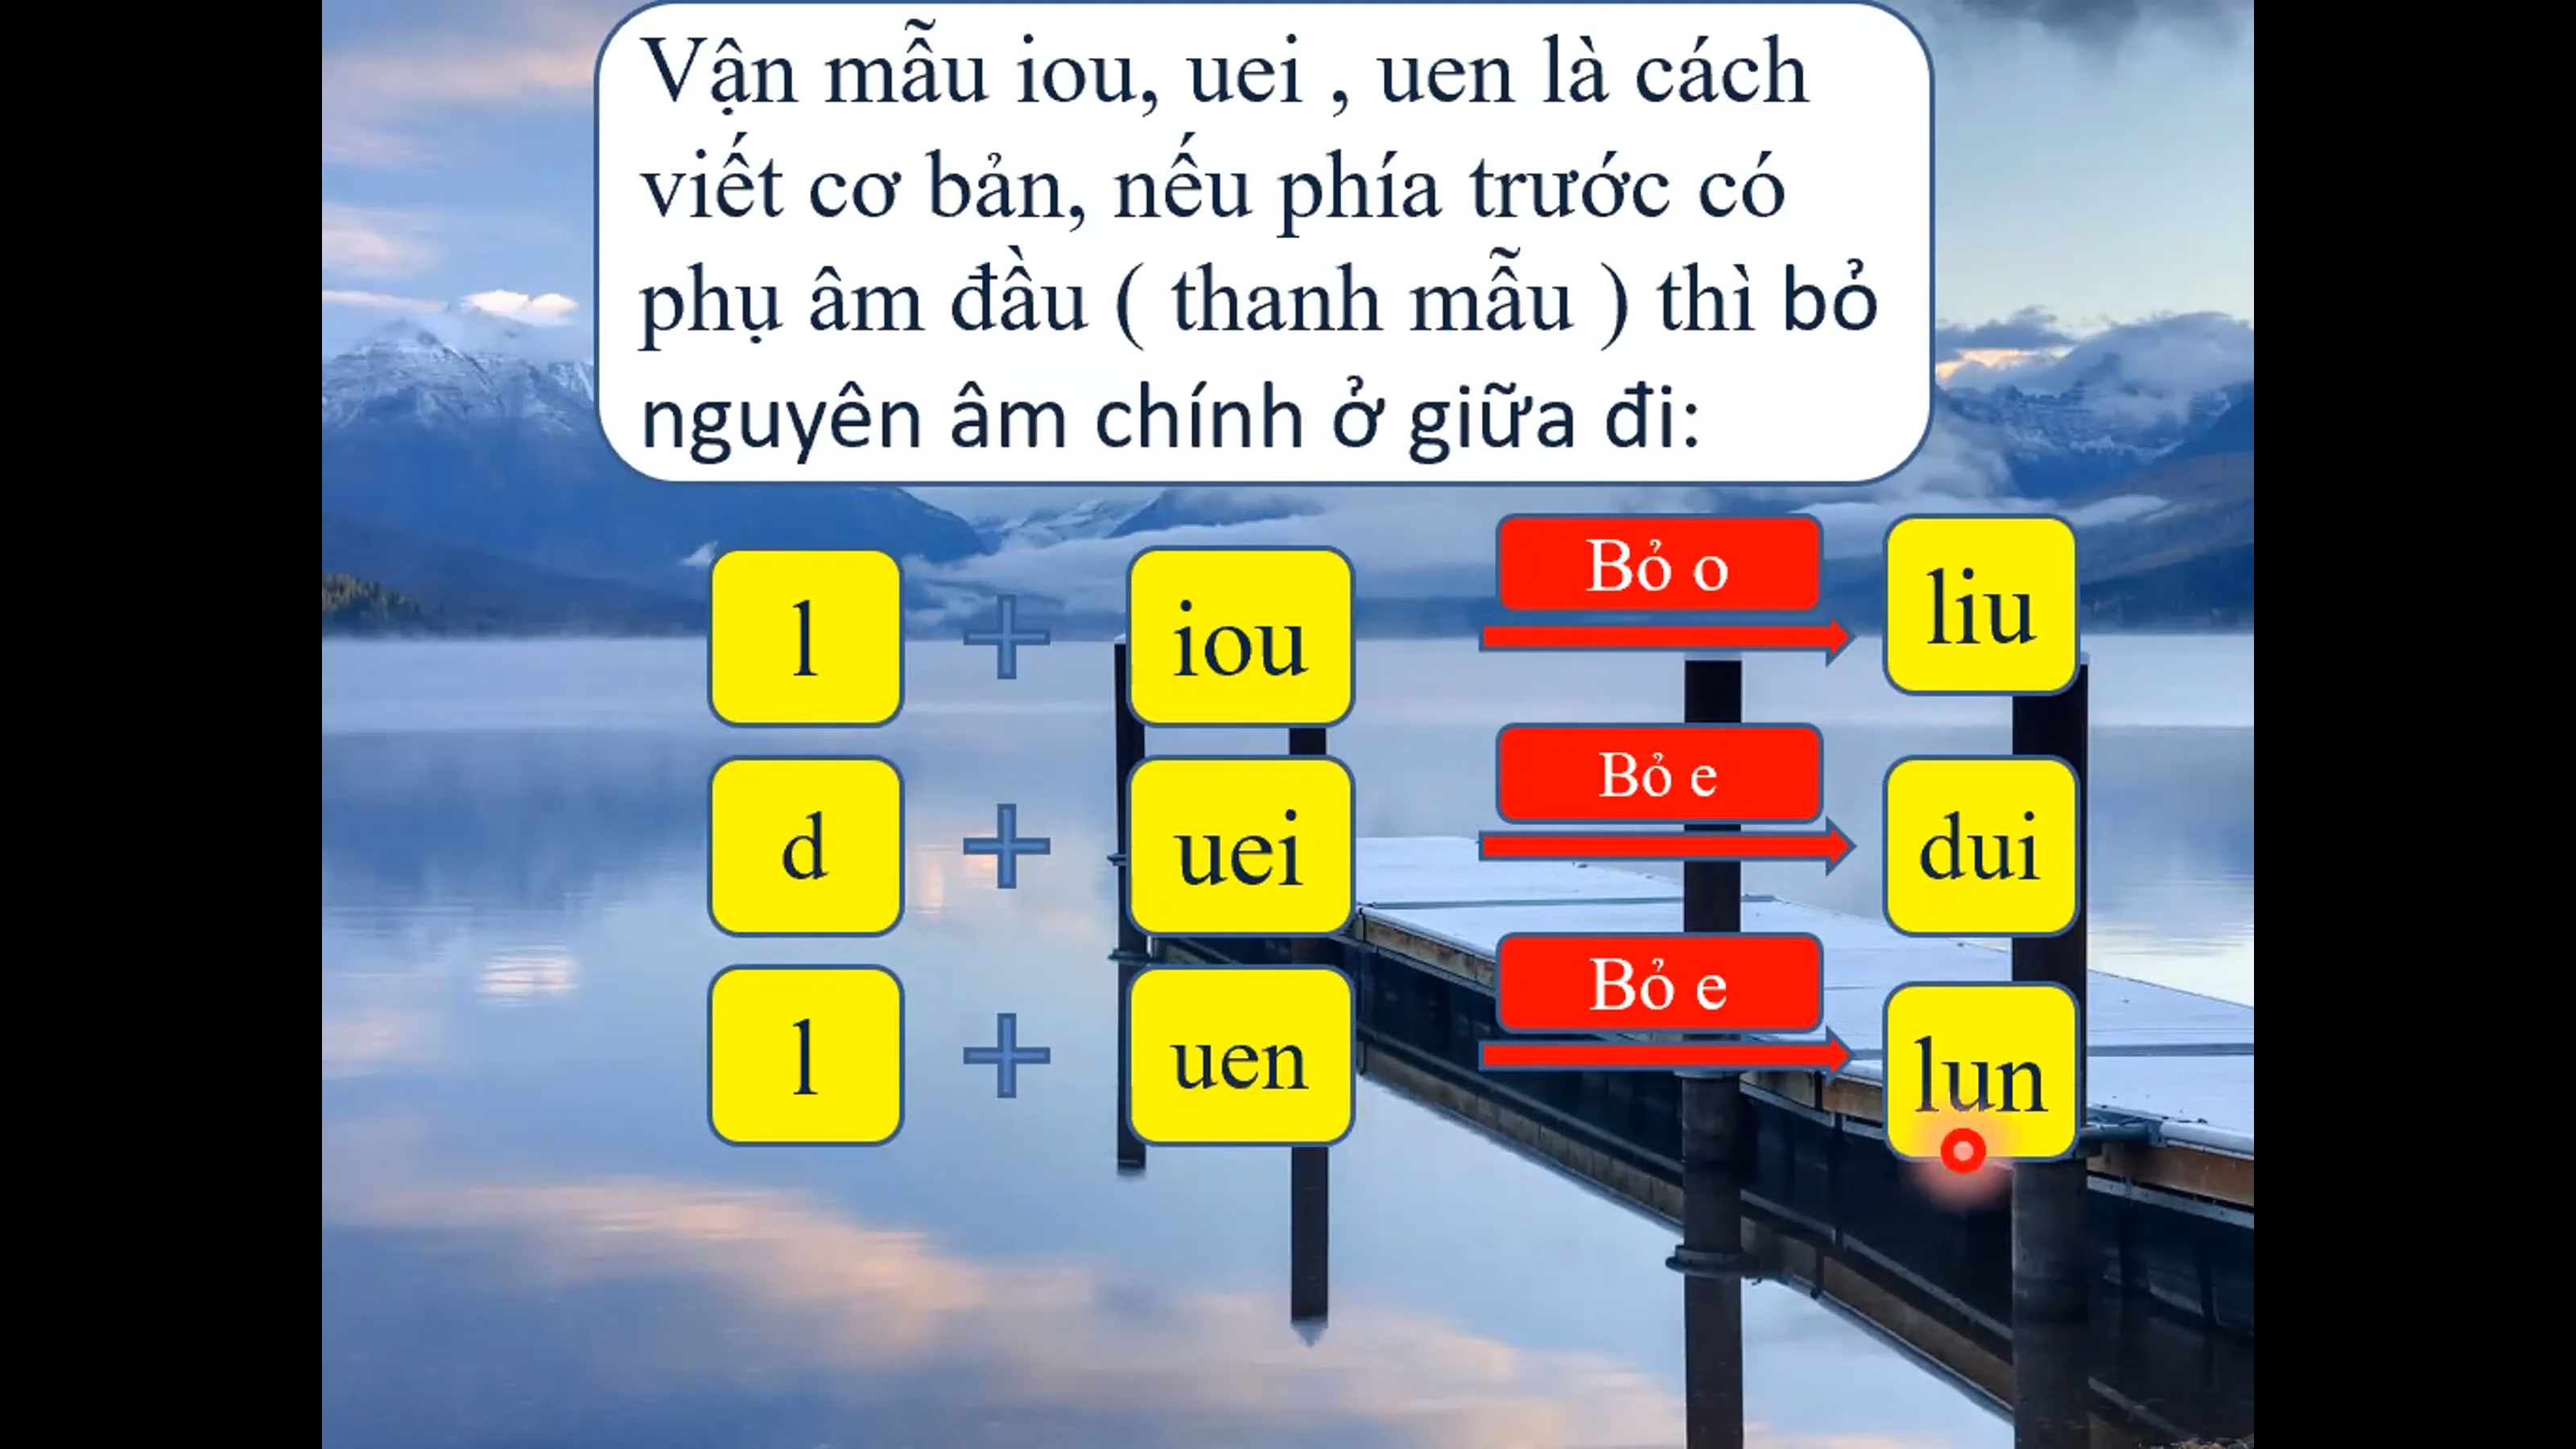 Vận mẫu iou, uei , uen là cách
viết cơ bản, nếu phía trước có
phụ âm đầu ( thanh mẫu ) thì bỏ
nguyên âm chính ở giữa đi:
l + iou Bỏ o liu
d + uei Bỏ e dui
l + uen Bỏ e lun